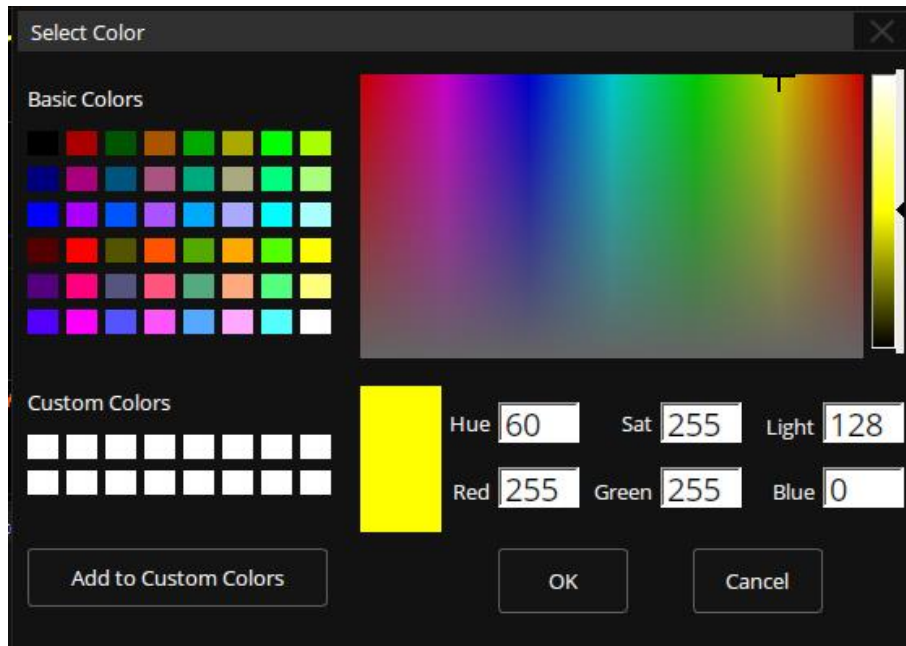 Select Color
Basic Colors
Custom Colors
Hue 60 Sat 255 Light 128
Red 255 Green 255 Blue 0
Add to Custom Colors OK Cancel